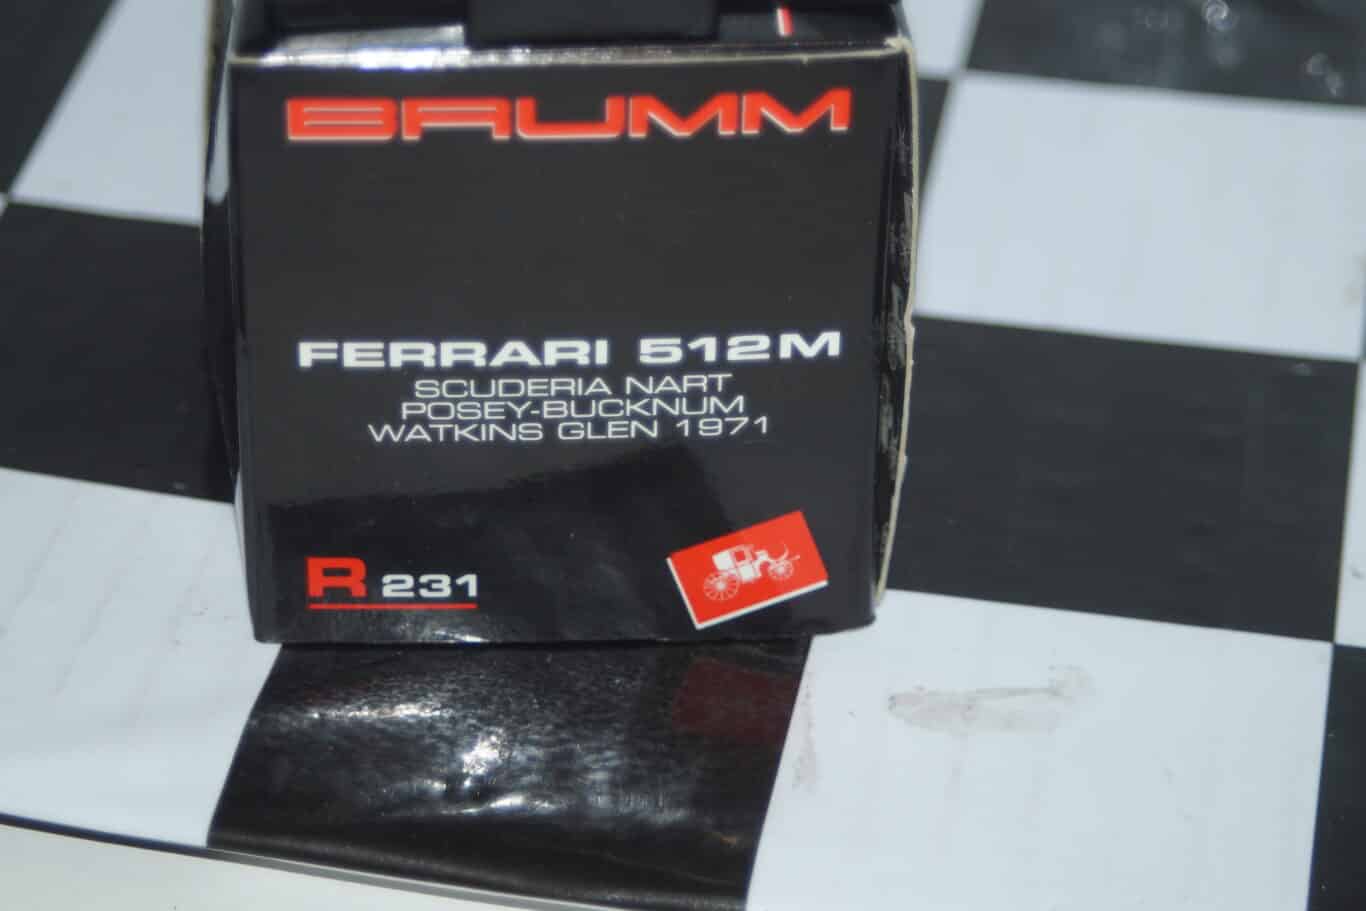 BRUMM
FERRARI 512M
SCUDERIA NART
POSEY-BUCKNUM
WATKINS GLEN 1971
R 231